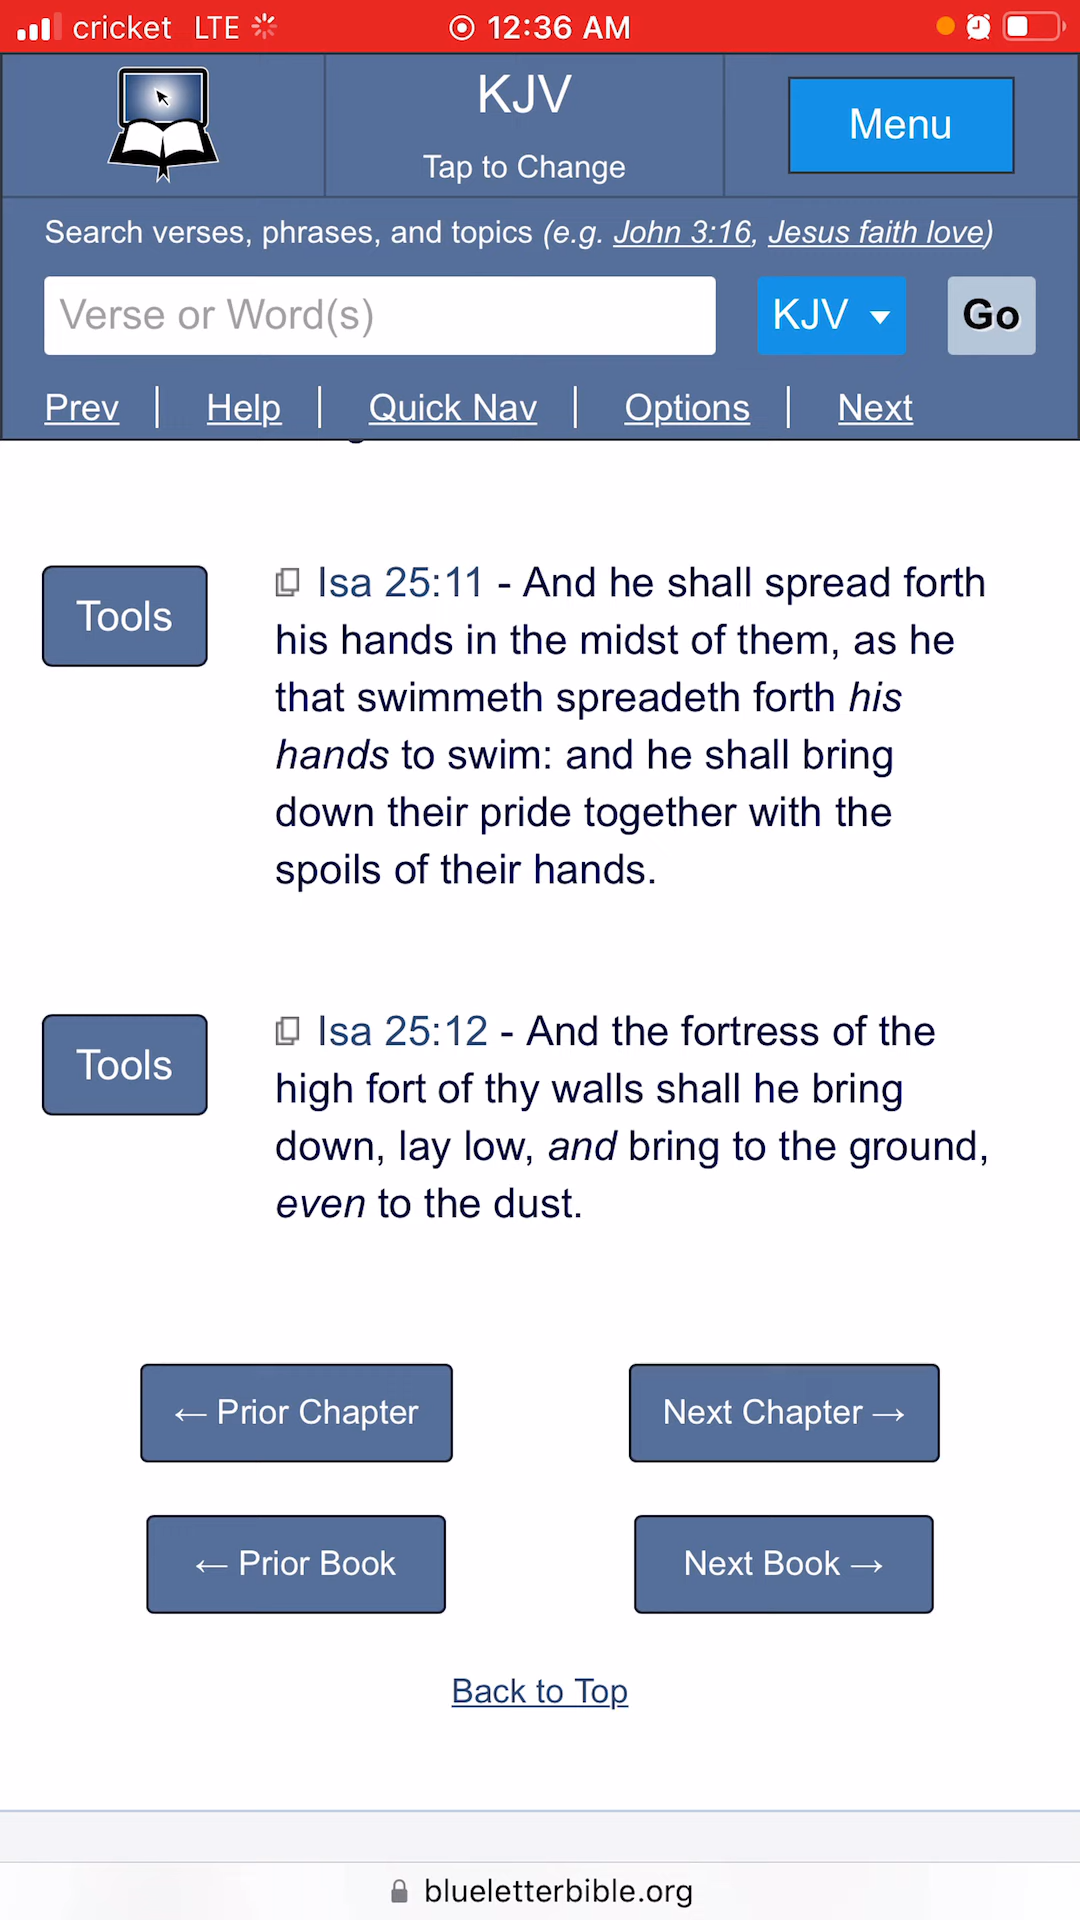 cricket LTE 12:36 AM
KJV
Tap to Change
Menu
Search verses, phrases, and topics (e.g. John 3:16, Jesus faith love)
Verse or Word(s) KJV Go
Prev | Help | Quick Nav | Options | Next
Tools
Isa 25:11 - And he shall spread forth
his hands in the midst of them, as he
that swimmeth spreadeth forth his
hands to swim: and he shall bring
down their pride together with the
spoils of their hands.
Tools
Isa 25:12 - And the fortress of the
high fort of thy walls shall he bring
down, lay low, and bring to the ground,
even to the dust.
← Prior Chapter Next Chapter →
← Prior Book Next Book →
Back to Top
blueletterbible.org